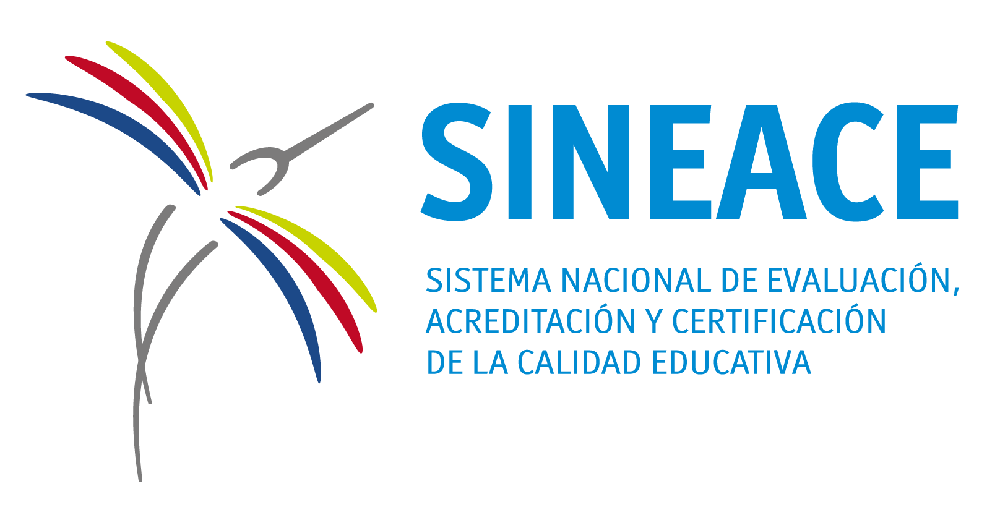 SINEACE
SISTEMA NACIONAL DE EVALUACIÓN,
ACREDITACIÓN Y CERTIFICACIÓN
DE LA CALIDAD EDUCATIVA